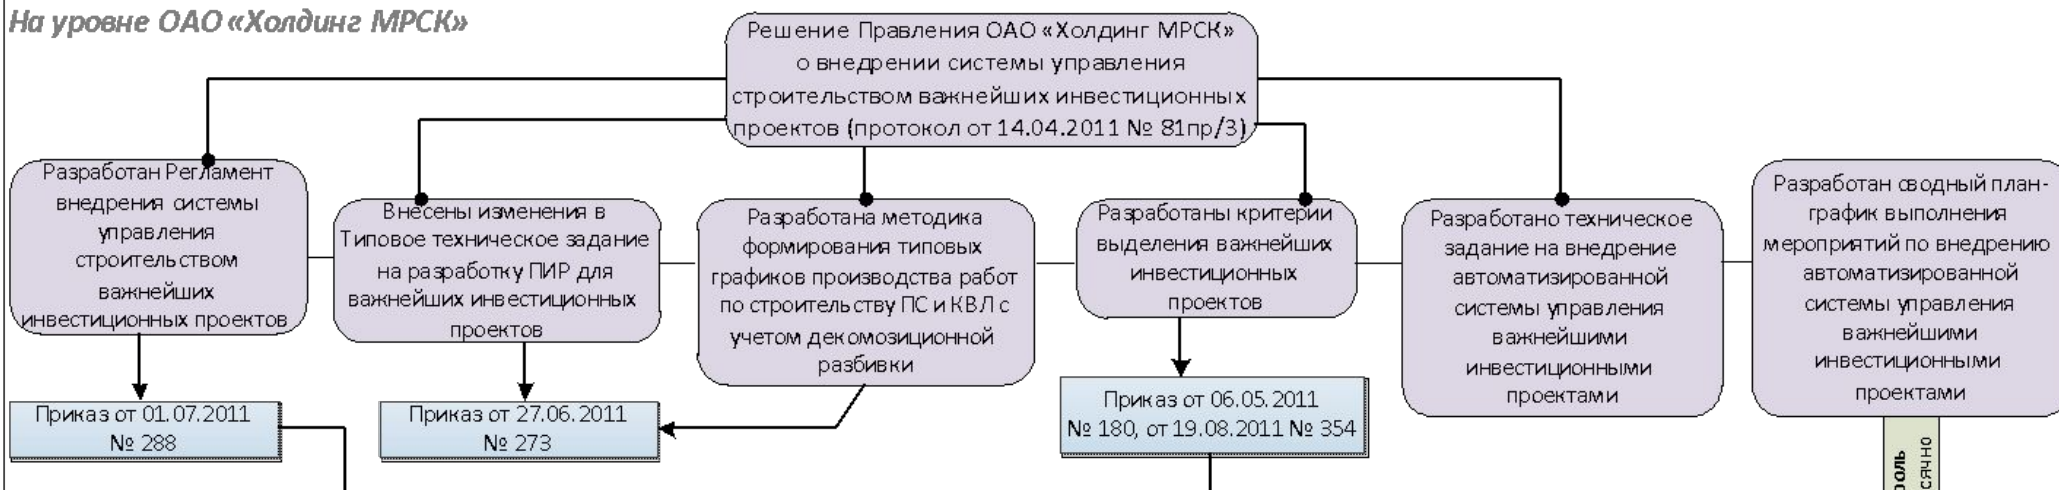 На уровне ОАО «Холдинг МРСК»
Решение Правления ОАО «Холдинг МРСК»
о внедрении системы управления
строительством важнейших инвестиционных
проектов (протокол от 14.04.2011 № 81пр/3)
Разработан Регламент
внедрения системы
управления
строительством
важнейших
инвестиционных проектов
Внесены изменения в
Типовое техническое задание
на разработку ПИР для
важнейших инвестиционных
проектов
Разработана методика
формирования типовых
графиков производства работ
по строительству ПС и КВЛ с
учетом декомозиционной
разбивки
Разработаны критерии
выделения важнейших
инвестиционных
проектов
Разработано техническое
задание на внедрение
автоматизированной
системы управления
важнейшими
инвестиционными
проектами
Разработан сводный план-
график выполнения
мероприятий по внедрению
автоматизированной
системы управления
важнейшими
инвестиционными
проектами
Приказ от 01.07.2011
№ 288
Приказ от 27.06.2011
№ 273
Приказ от 06.05.2011
№ 180, от 19.08.2011 № 354